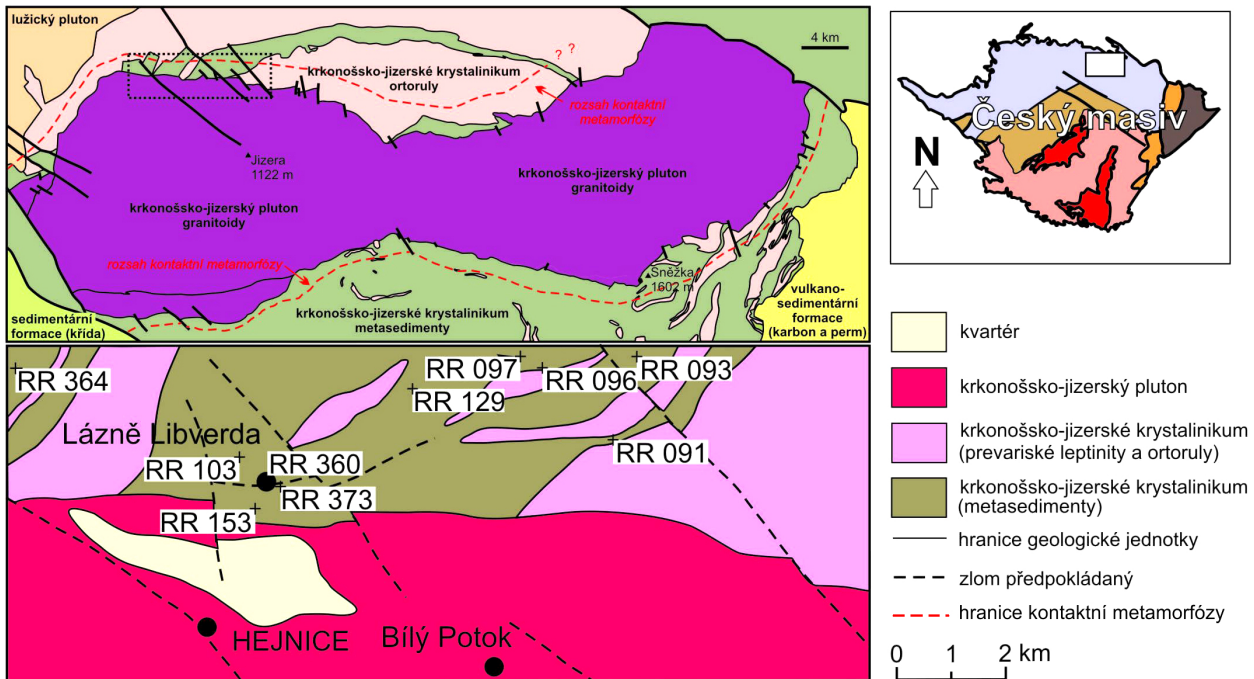 lužický pluton
4 km
? ?
krkonošsko-jizerské krystalinikum
ortoruly
rozsah kontaktní
metamorfózy
Jizera
1122 m
krkonošsko-jizerský pluton
granitoidy
krkonošsko-jizerský pluton
granitoidy
rozsah kontaktní metamorfózy
Sněžka
1602 m
sedimentární
formace (křída)
krkonošsko-jizerské krystalinikum
metasedimenty
vulkano-
sedimentární
formace
(karbon a perm)
Český masiv
N
RR 364
RR 097
RR 096
RR 093
RR 129
Lázně Libverda
RR 103
RR 360
RR 091
RR 373
RR 153
HEJNICE
Bílý Potok
kvartér
krkonošsko-jizerský pluton
krkonošsko-jizerské krystalinikum
(prevariské leptinity a ortoruly)
krkonošsko-jizerské krystalinikum
(metasedimenty)
hranice geologické jednotky
zlom předpokládaný
hranice kontaktní metamorfózy
0 1 2 km